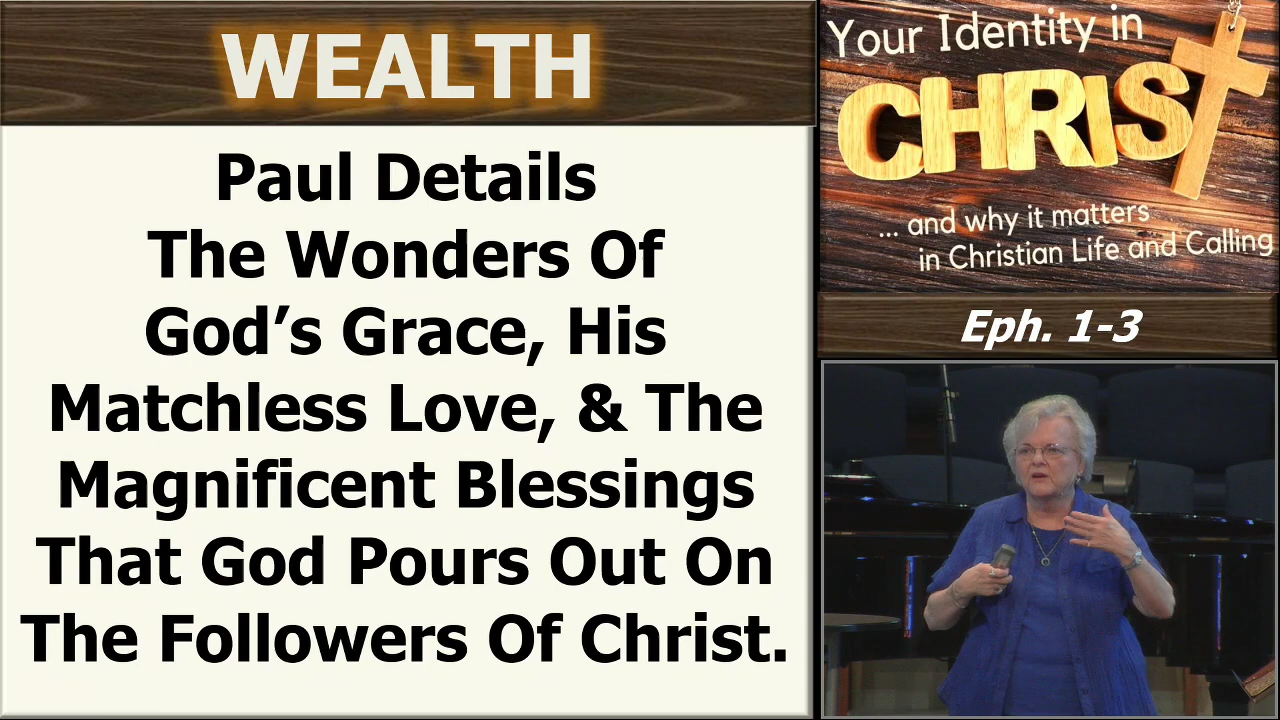 WEALTH
Paul Details
The Wonders Of
God’s Grace, His
Matchless Love, & The
Magnificent Blessings
That God Pours Out On
The Followers Of Christ.
Your Identity in
CHRIST
... and why it matters
in Christian Life and Calling
Eph. 1-3